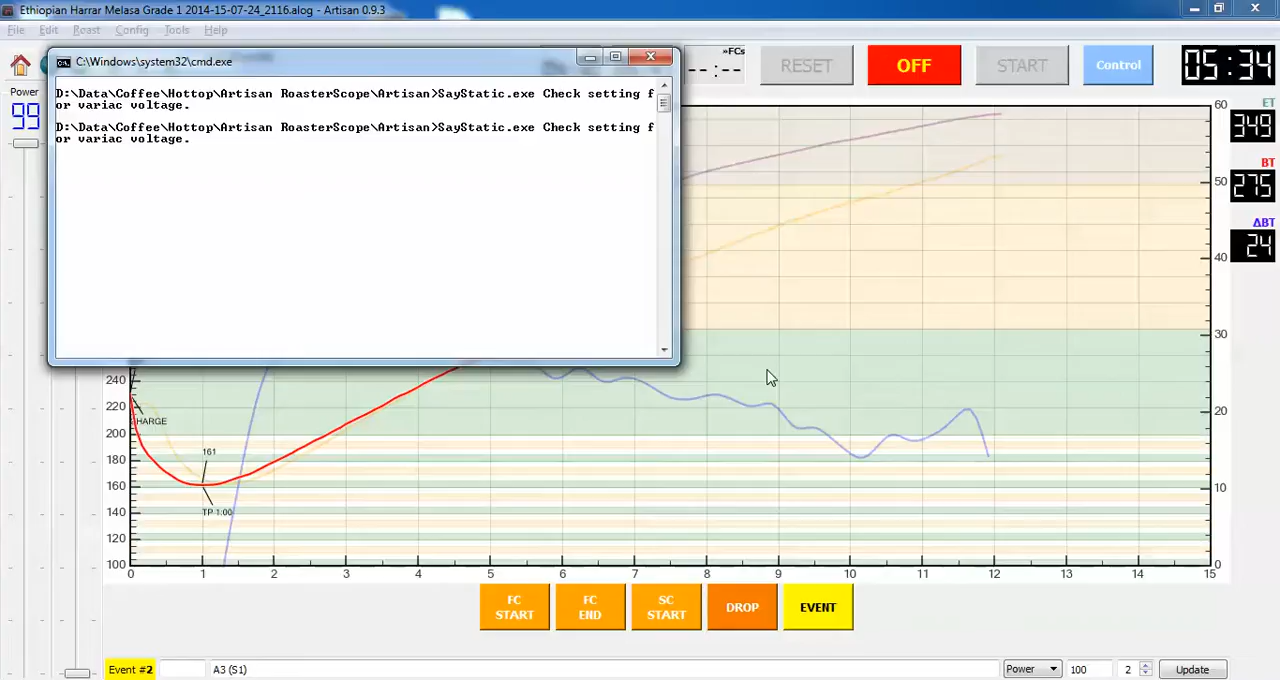 Ethiopian Harrar Melasa Grade 1 2014-15-07-24_2116.alog - Artisan 0.9.3
File Edit Roast Config Tools Help
C:\Windows\system32\cmd.exe
D:\Data\Coffee\Hottop\Artisan RoasterScope\Artisan>SayStatic.exe Check setting f
or variac voltage.
D:\Data\Coffee\Hottop\Artisan RoasterScope\Artisan>SayStatic.exe Check setting f
or variac voltage.
»FCs
--:--
RESET OFF START Control 05:34
Power
99
ET
349
BT
275
ΔBT
24
60
50
40
30
20
10
0
240
220
200
180
160
140
120
100
HARGE
161
TP 1:00
0 1 2 3 4 5 6 7 8 9 10 11 12 13 14 15
FC
START
FC
END
SC
START
DROP
EVENT
Event #2 A3 (S1) Power 100 2 Update